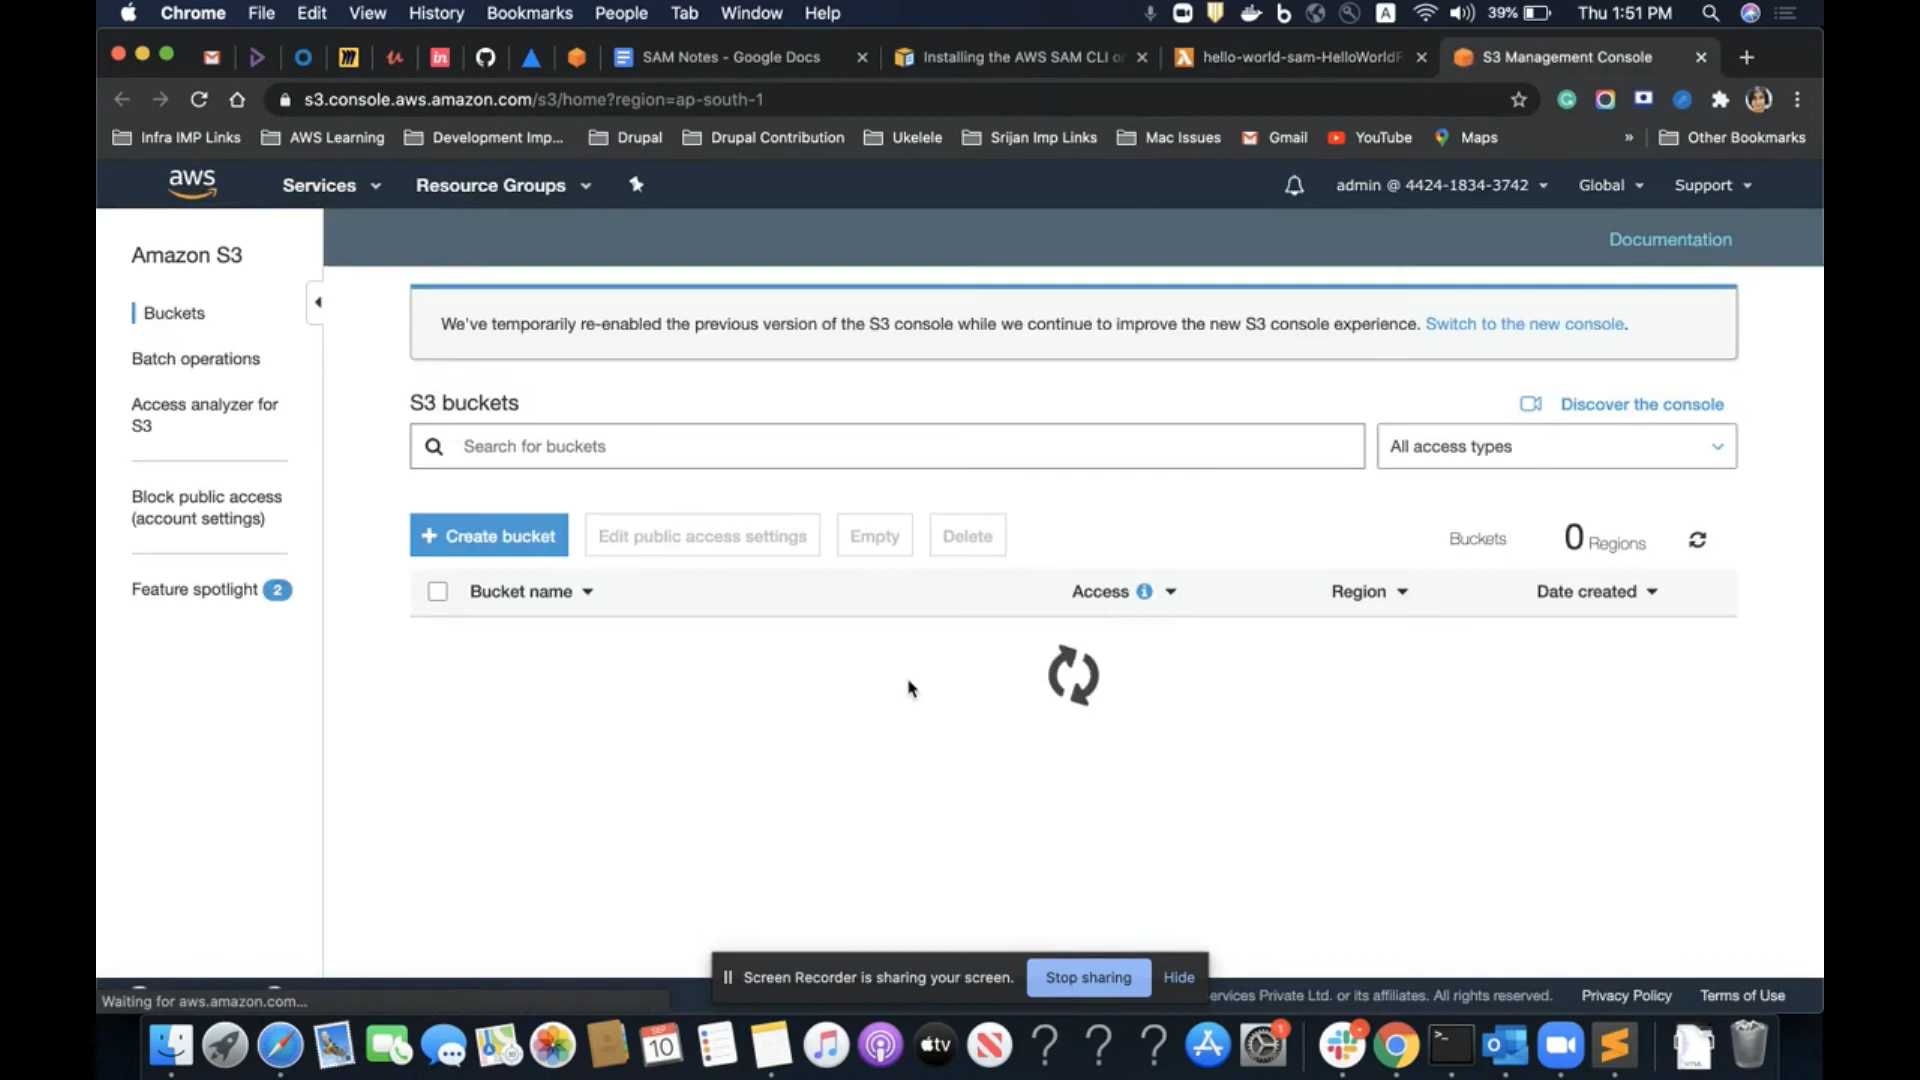 Chrome File Edit View History Bookmarks People Tab Window Help
39% Thu 1:51 PM
SAM Notes - Google Docs
Installing the AWS SAM CLI o
hello-world-sam-HelloWorldF
S3 Management Console
s3.console.aws.amazon.com/s3/home?region=ap-south-1
Infra IMP Links
AWS Learning
Development Imp...
Drupal
Drupal Contribution
Ukelele
Srijan Imp Links
Mac Issues
Gmail
YouTube
Maps
»
Other Bookmarks
aws
Services
Resource Groups
admin @ 4424-1834-3742
Global
Support
Documentation
Amazon S3
Buckets
Batch operations
Access analyzer for
S3
Block public access
(account settings)
Feature spotlight 2
We've temporarily re-enabled the previous version of the S3 console while we continue to improve the new S3 console experience. Switch to the new console.
S3 buckets
Discover the console
Search for buckets
All access types
+ Create bucket
Edit public access settings
Empty
Delete
Buckets
0 Regions
Bucket name
Access
Region
Date created
Screen Recorder is sharing your screen.
Stop sharing
Hide
Waiting for aws.amazon.com...
ervices Private Ltd. or its affiliates. All rights reserved.
Privacy Policy
Terms of Use
SEP
10
tv
1